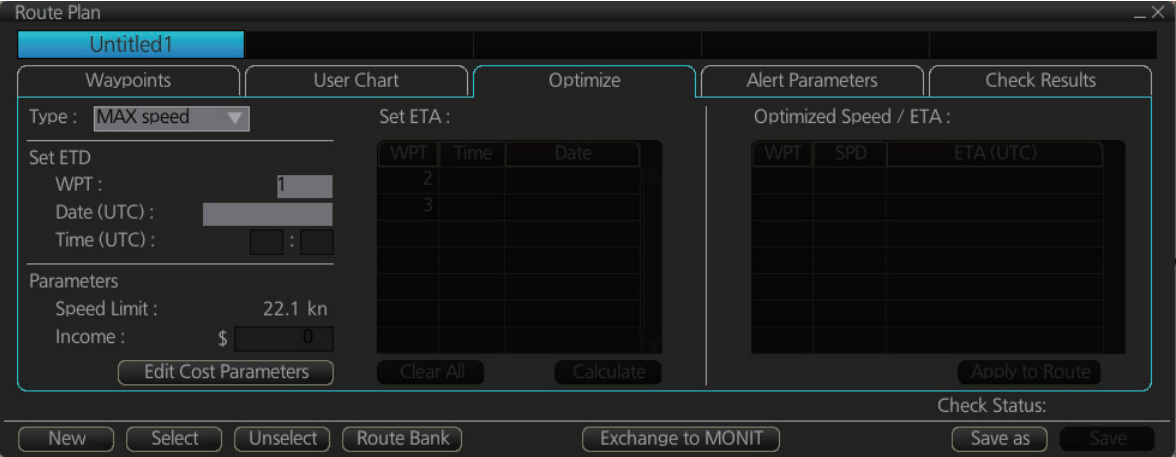 Route Plan
Untitled1
Waypoints User Chart Optimize Alert Parameters Check Results
Type : MAX speed
Set ETD
WPT : 1
Date (UTC) :
Time (UTC) : :
Parameters
Speed Limit : 22.1 kn
Income : $ 0
Edit Cost Parameters
Set ETA :
WPT Time Date
2
3
Clear All Calculate
Optimized Speed / ETA :
WPT SPD ETA (UTC)
Apply to Route
Check Status:
New Select Unselect Route Bank Exchange to MONIT Save as Save